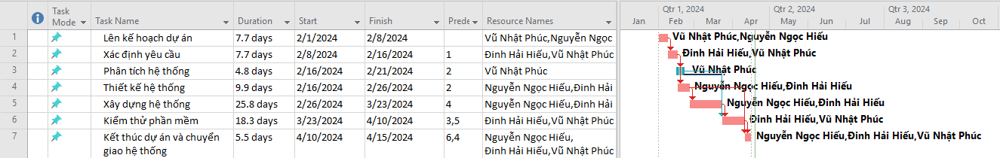 Task Mode Task Name Duration Start Finish Prede Resource Names
Qtr 1, 2024 Qtr 2, 2024 Qtr 3, 2024
Jan Feb Mar Apr May Jun Jul Aug Sep Oct
1 Lên kế hoạch dự án 7.7 days 2/1/2024 2/8/2024 Vũ Nhật Phúc,Nguyễn Ngọc Vũ Nhật Phúc,Nguyễn Ngọc Hiếu
2 Xác định yêu cầu 7.7 days 2/8/2024 2/16/2024 1 Đinh Hải Hiếu,Vũ Nhật Phúc Đinh Hải Hiếu,Vũ Nhật Phúc
3 Phân tích hệ thống 4.8 days 2/16/2024 2/21/2024 2 Vũ Nhật Phúc Vũ Nhật Phúc
4 Thiết kế hệ thống 9.9 days 2/16/2024 2/26/2024 2 Nguyễn Ngọc Hiếu,Đinh Hải Nguyễn Ngọc Hiếu,Đinh Hải Hiếu
5 Xây dựng hệ thống 25.8 days 2/26/2024 3/23/2024 4 Nguyễn Ngọc Hiếu,Đinh Hải Nguyễn Ngọc Hiếu,Đinh Hải Hiếu
6 Kiểm thử phần mềm 18.3 days 3/23/2024 4/10/2024 3,5 Đinh Hải Hiếu,Vũ Nhật Phúc Đinh Hải Hiếu,Vũ Nhật Phúc
7 Kết thúc dự án và chuyển giao hệ thống 5.5 days 4/10/2024 4/15/2024 6,4 Nguyễn Ngọc Hiếu, Đinh Hải Hiếu,Vũ Nhật Phúc Nguyễn Ngọc Hiếu,Đinh Hải Hiếu,Vũ Nhật Phúc